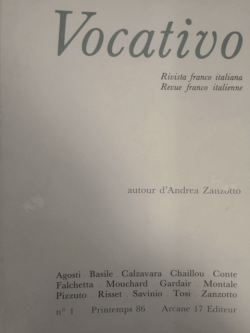 Vocativo
Rivista franco italiana
Revue franco italienne
autour d'Andrea Zanzotto
Agosti Basile Calzavara Chaillou Conte
Falchetta Mouchard Gardair Montale
Pizzuto Risset Savinio Tosi Zanzotto
n° 1 Printemps 86 Arcane 17 Editeur